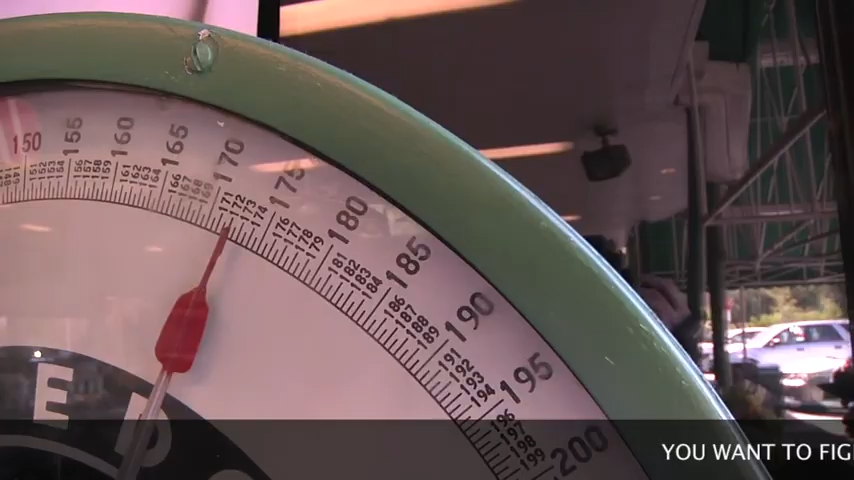 150 155 160 165 170 175 180 185 190 195 200
151 152 153 154 156 157 158 159 161 162 163 164 166 167 168 169 171 172 173 174 176 177 178 179 181 182 183 184 186 187 188 189 191 192 193 194 196 197 198 199
E D
YOU WANT TO FIG